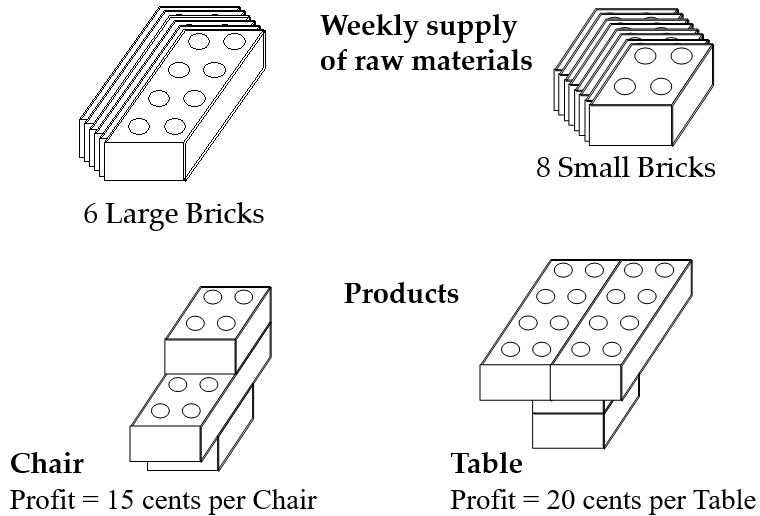 Weekly supply
of raw materials
6 Large Bricks
8 Small Bricks
Products
Chair
Profit = 15 cents per Chair
Table
Profit = 20 cents per Table